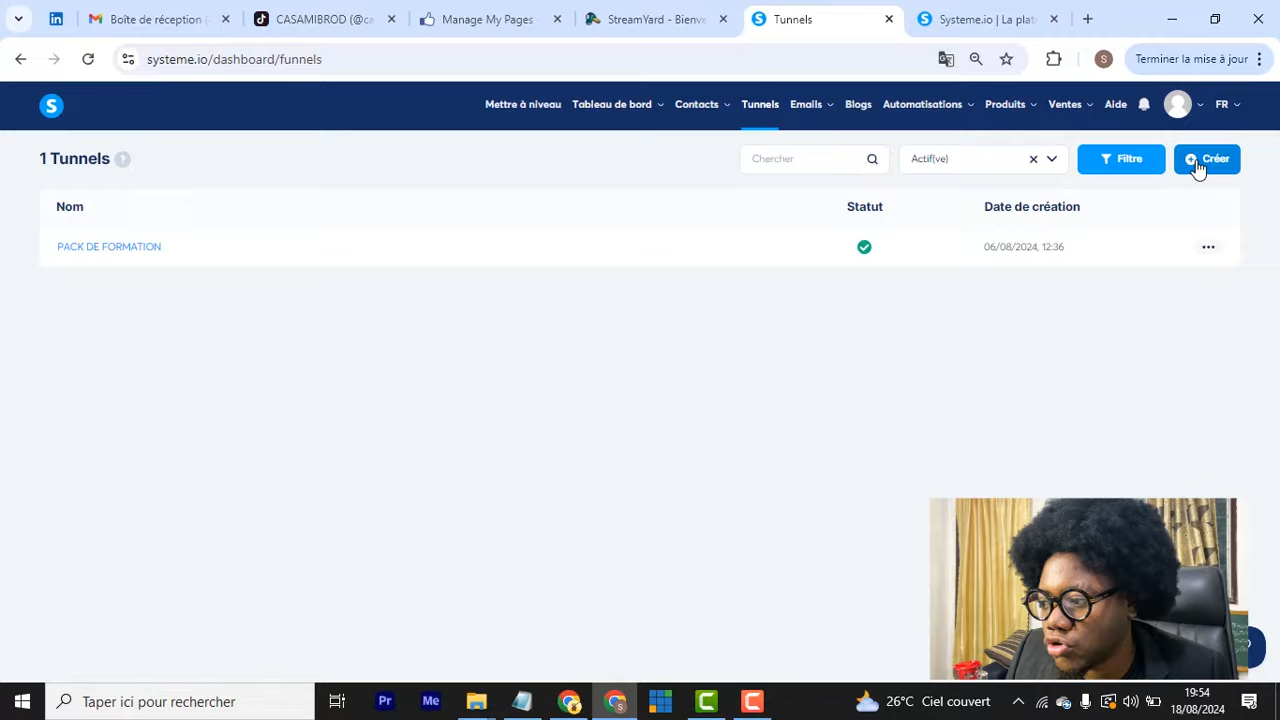 Boîte de réception (
CASAMIBROD (@ca
Manage My Pages
StreamYard - Bienve
Tunnels
Systeme.io | La plat
systeme.io/dashboard/funnels
Terminer la mise à jour
S
Mettre à niveau
Tableau de bord
Contacts
Tunnels
Emails
Blogs
Automatisations
Produits
Ventes
Aide
FR
1 Tunnels ?
Chercher
Actif(ve)
Filtre
Créer
Nom
Statut
Date de création
PACK DE FORMATION
06/08/2024, 12:36
Taper ici pour rechercher
Pr
Me
26°C Ciel couvert
19:54
18/08/2024